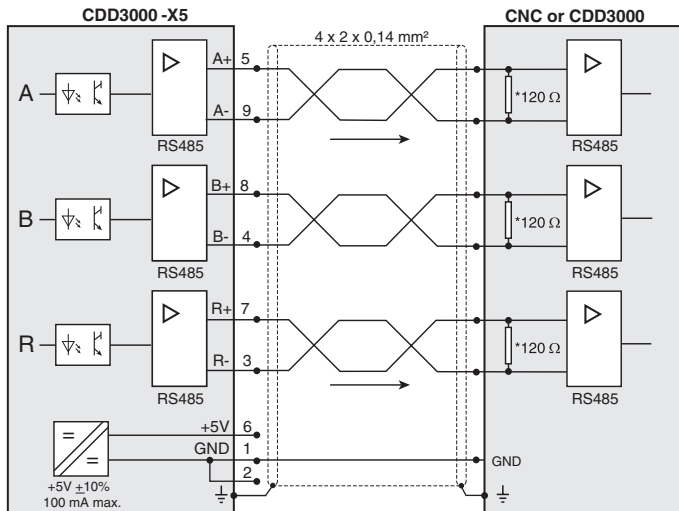 CDD3000 -X5
CNC or CDD3000
4 x 2 x 0,14 mm²
A
RS485
A+ 5
A- 9
*120 Ω
RS485
B
RS485
B+ 8
B- 4
*120 Ω
RS485
R
RS485
R+ 7
R- 3
*120 Ω
RS485
+5V 6
GND 1
2
GND
+5V ±10%
100 mA max.